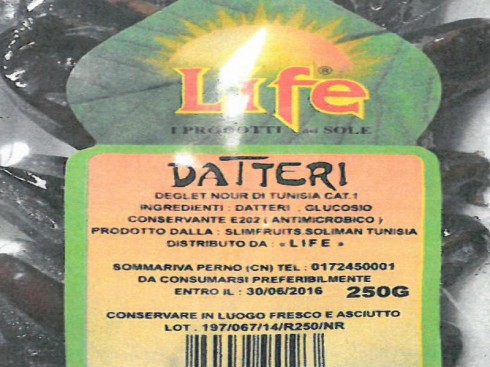 Life®
I PRODOTTI del SOLE
DATTERI
DEGLET NOUR DI TUNISIA CAT.1
INGREDIENTI : DATTERI , GLUCOSIO
CONSERVANTE E202 ( ANTIMICROBICO )
PRODOTTO DALLA : SLIMFRUITS.SOLIMAN TUNISIA
DISTRIBUTO DA : « LIFE »
SOMMARIVA PERNO (CN) TEL : 0172450001
DA CONSUMARSI PREFERIBILMENTE
ENTRO IL : 30/06/2016 250G
CONSERVARE IN LUOGO FRESCO E ASCIUTTO
LOT . 197/067/14/R250/NR